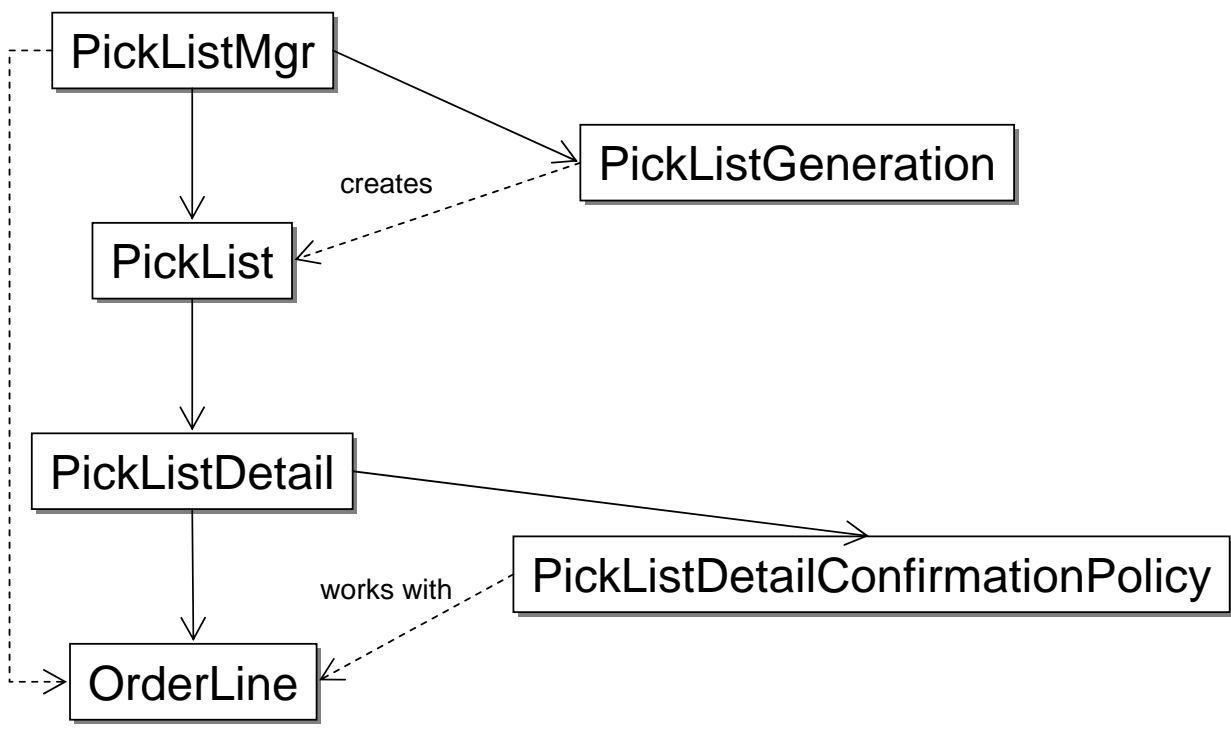 PickListMgr
PickListGeneration
creates
PickList
PickListDetail
PickListDetailConfirmationPolicy
works with
OrderLine